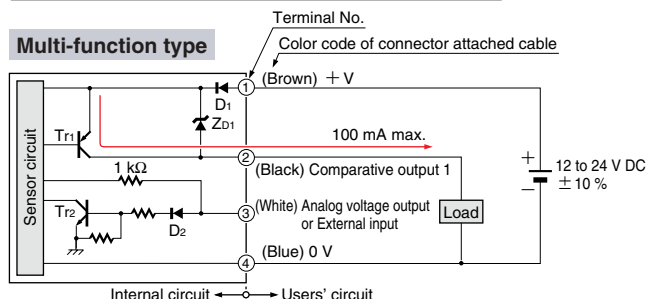 Terminal No.
Multi-function type
Color code of connector attached cable
1 (Brown) +V
D1
ZD1
Tr1
100 mA max.
2
(Black) Comparative output 1
12 to 24 V DC
± 10 %
+
−
Sensor circuit
1 kΩ
Tr2
D2
3 (White) Analog voltage output
or External input
Load
4 (Blue) 0 V
Internal circuit Users' circuit